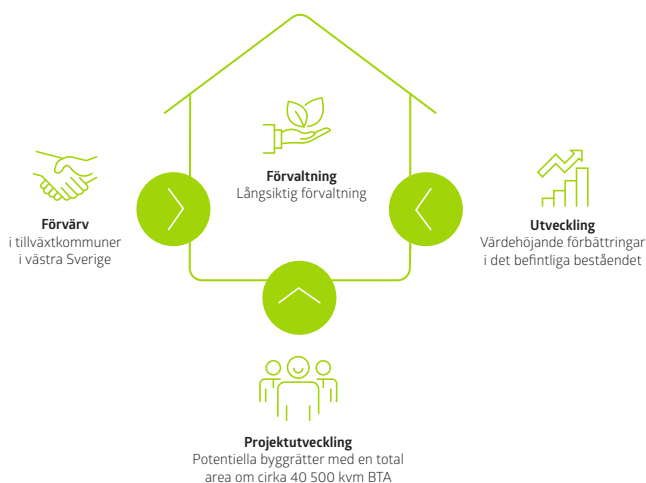 Förvaltning
Långsiktig förvaltning
Förvärv
i tillväxtkommuner
i västra Sverige
Utveckling
Värdehöjande förbättringar
i det befintliga beståendet
Projektutveckling
Potentiella byggrätter med en total
area om cirka 40 500 kvm BTA